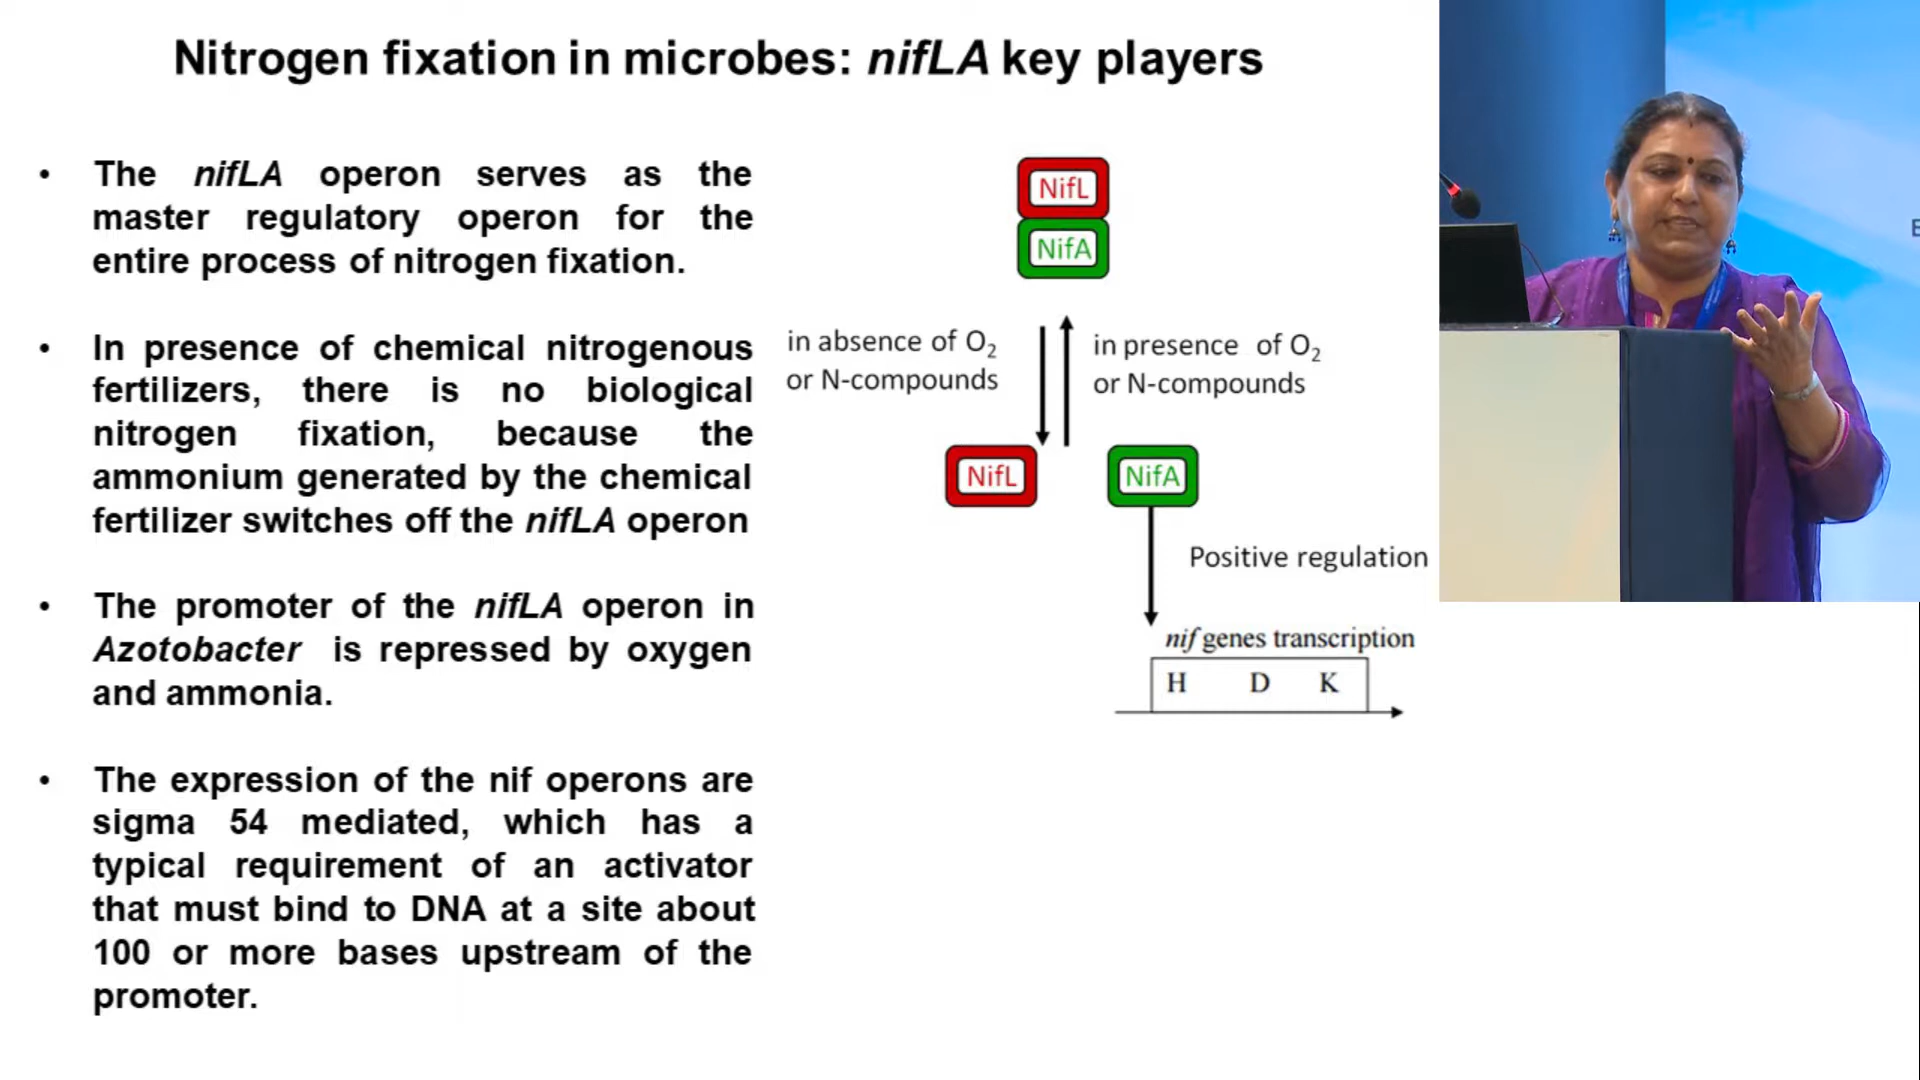 Nitrogen fixation in microbes: nifLA key players
• The nifLA operon serves as the
master regulatory operon for the
entire process of nitrogen fixation.
• In presence of chemical nitrogenous
fertilizers, there is no biological
nitrogen fixation, because the
ammonium generated by the chemical
fertilizer switches off the nifLA operon
• The promoter of the nifLA operon in
Azotobacter is repressed by oxygen
and ammonia.
• The expression of the nif operons are
sigma 54 mediated, which has a
typical requirement of an activator
that must bind to DNA at a site about
100 or more bases upstream of the
promoter.
NifL
NifA
in absence of O₂
or N-compounds
in presence of O₂
or N-compounds
NifL
NifA
Positive regulation
nif genes transcription
H D K
E